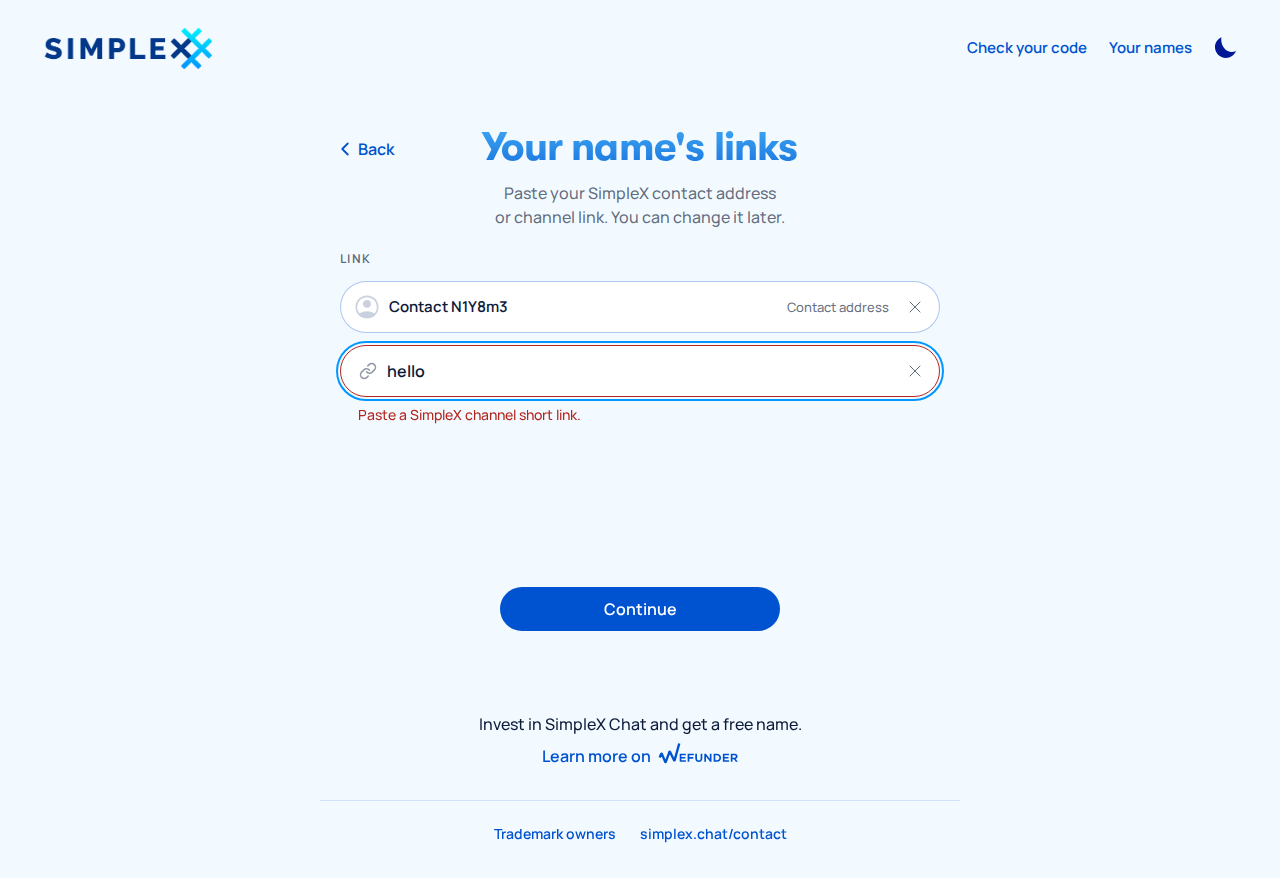 SIMPLEX
Check your code
Your names
Back
Your name's links
Paste your SimpleX contact address
or channel link. You can change it later.
LINK
Contact N1Y8m3
Contact address
hello
Paste a SimpleX channel short link.
Continue
Invest in SimpleX Chat and get a free name.
Learn more on WEFUNDER
Trademark owners
simplex.chat/contact